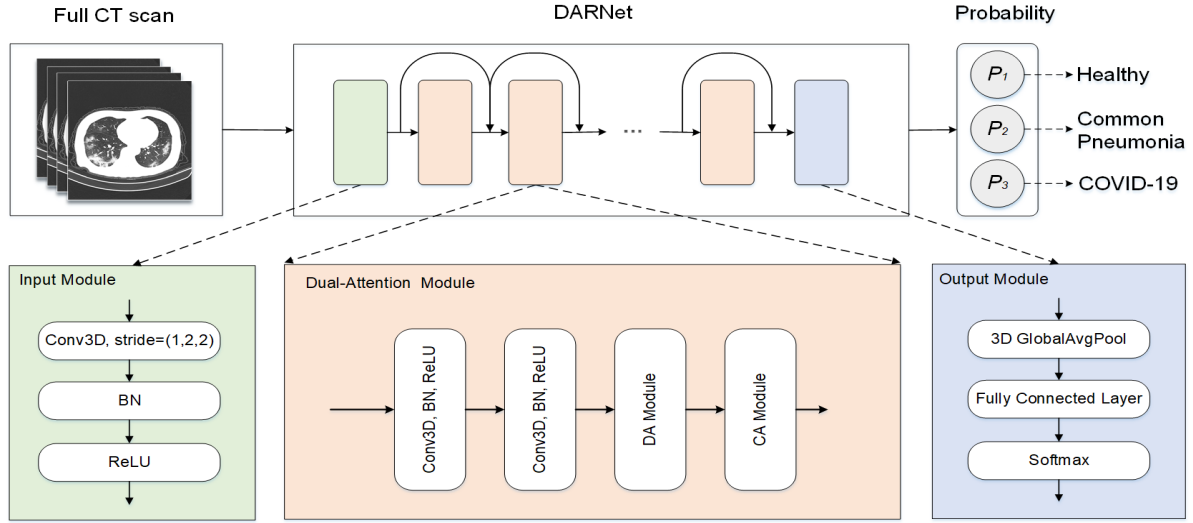 Full CT scan
DARNet
Probability
P1
Healthy
P2
Common
Pneumonia
P3
COVID-19
...
Input Module
Conv3D, stride=(1,2,2)
BN
ReLU
Dual-Attention Module
Conv3D, BN, ReLU
Conv3D, BN, ReLU
DA Module
CA Module
Output Module
3D GlobalAvgPool
Fully Connected Layer
Softmax